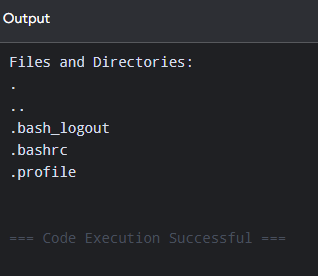 Output
Files and Directories:
.
..
.bash_logout
.bashrc
.profile
=== Code Execution Successful ===